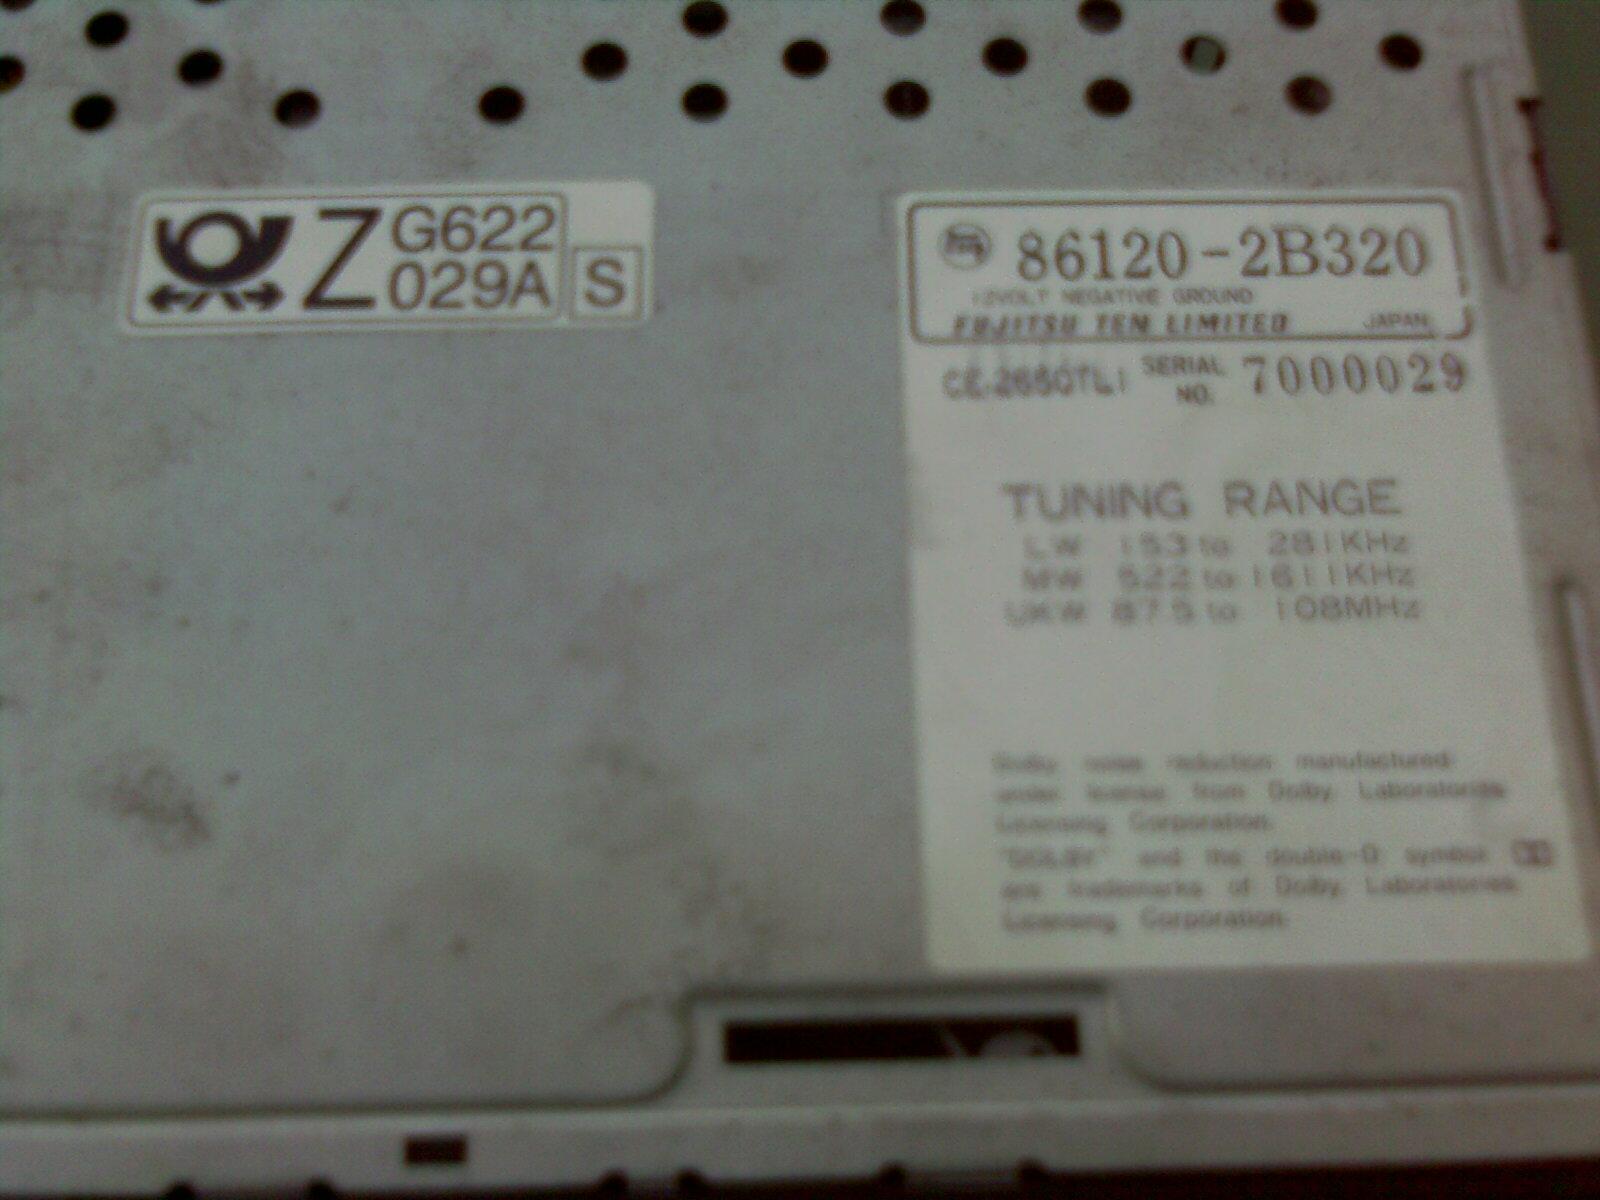 Z G622
029A S
86120-2B320
12VOLT NEGATIVE GROUND
FUJITSU TEN LIMITED JAPAN
SERIAL NO. 7000029
TUNING RANGE
LW 153 to 281KHz
MW 522 to 1611KHz
UKW 87.5 to 108MHz
Dolby noise reduction manufactured
under license from Dolby Laboratories
Licensing Corporation.
"DOLBY" and the double-D symbol
are trademarks of Dolby Laboratories
Licensing Corporation.